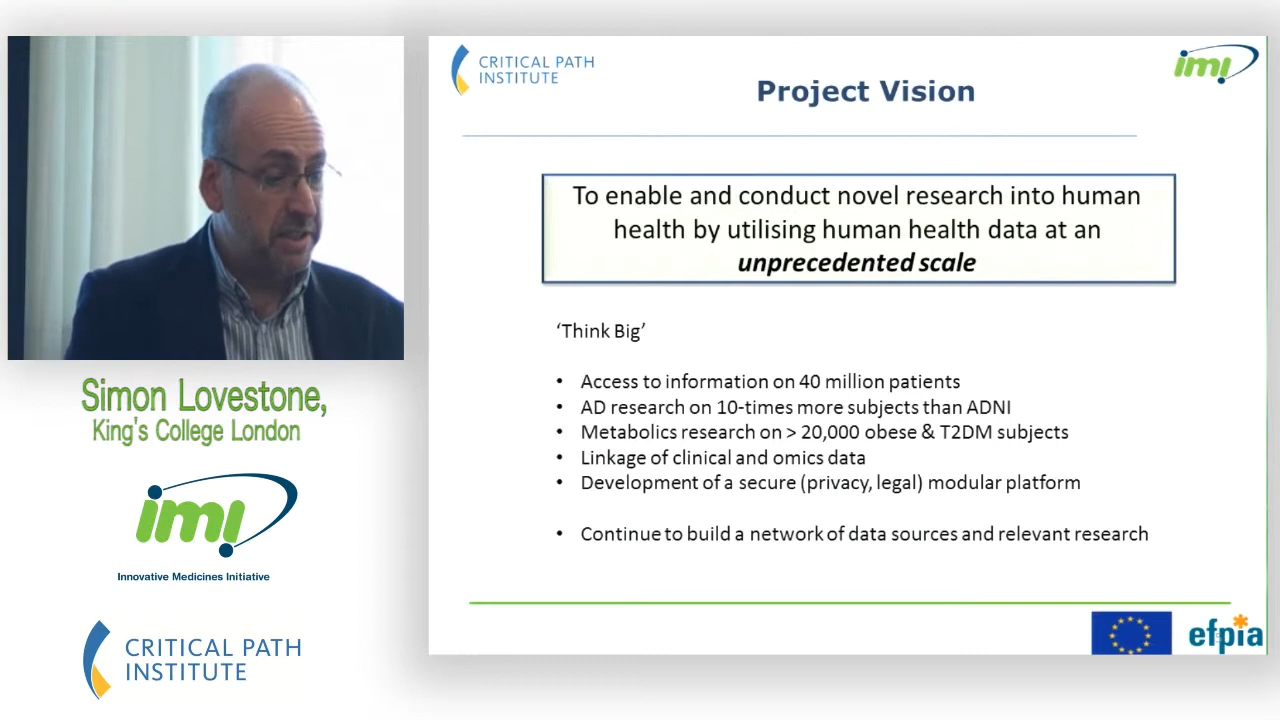 Simon Lovestone,
King's College London
imi
Innovative Medicines Initiative
CRITICAL PATH
INSTITUTE
CRITICAL PATH
INSTITUTE
imi
Project Vision
To enable and conduct novel research into human
health by utilising human health data at an
unprecedented scale
‘Think Big’
• Access to information on 40 million patients
• AD research on 10-times more subjects than ADNI
• Metabolics research on > 20,000 obese & T2DM subjects
• Linkage of clinical and omics data
• Development of a secure (privacy, legal) modular platform
• Continue to build a network of data sources and relevant research
efpia